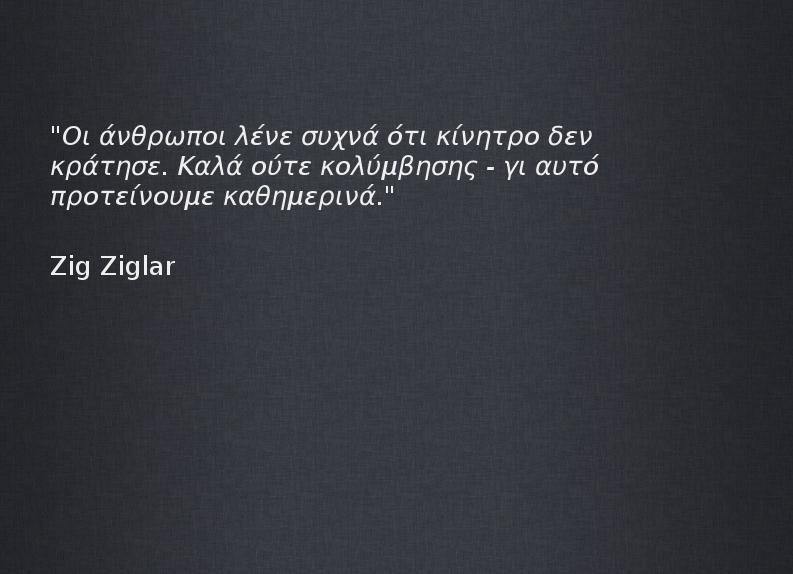 "Οι άνθρωποι λένε συχνά ότι κίνητρο δεν
κράτησε. Καλά ούτε κολύμβησης - γι αυτό
προτείνουμε καθημερινά."
Zig Ziglar